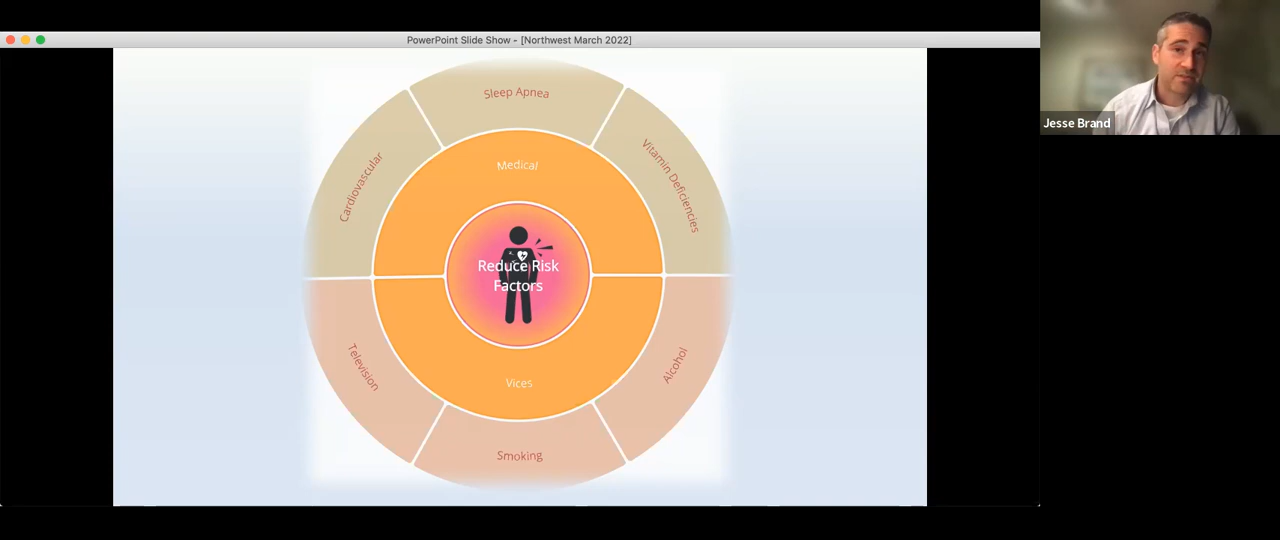 PowerPoint Slide Show - [Northwest March 2022]
Jesse Brand
Sleep Apnea
Cardiovascular
Vitamin Deficiencies
Medical
Reduce Risk
Factors
Television
Alcohol
Vices
Smoking